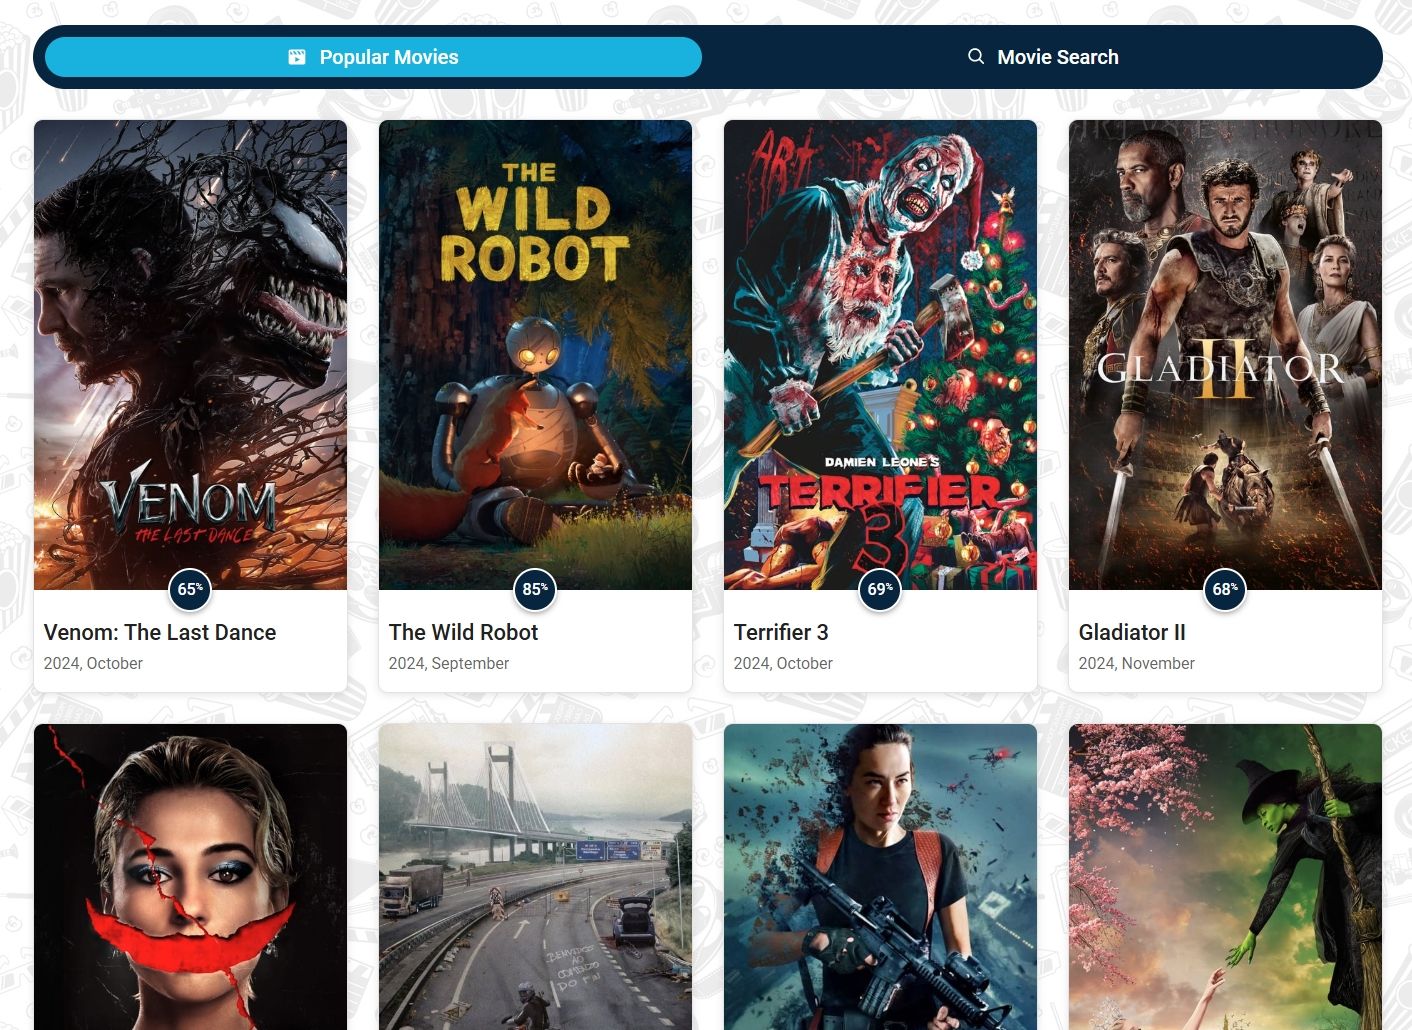 Popular Movies
Movie Search
VENOM
THE LAST DANCE
THE
WILD
ROBOT
ART
DAMIEN LEONE'S
TERRIFIER
3
GLADIATOR
II
65%
85%
69%
68%
Venom: The Last Dance
The Wild Robot
Terrifier 3
Gladiator II
2024, October
2024, September
2024, October
2024, November
BENVIDOS
AO
COMENZO
DO FIN